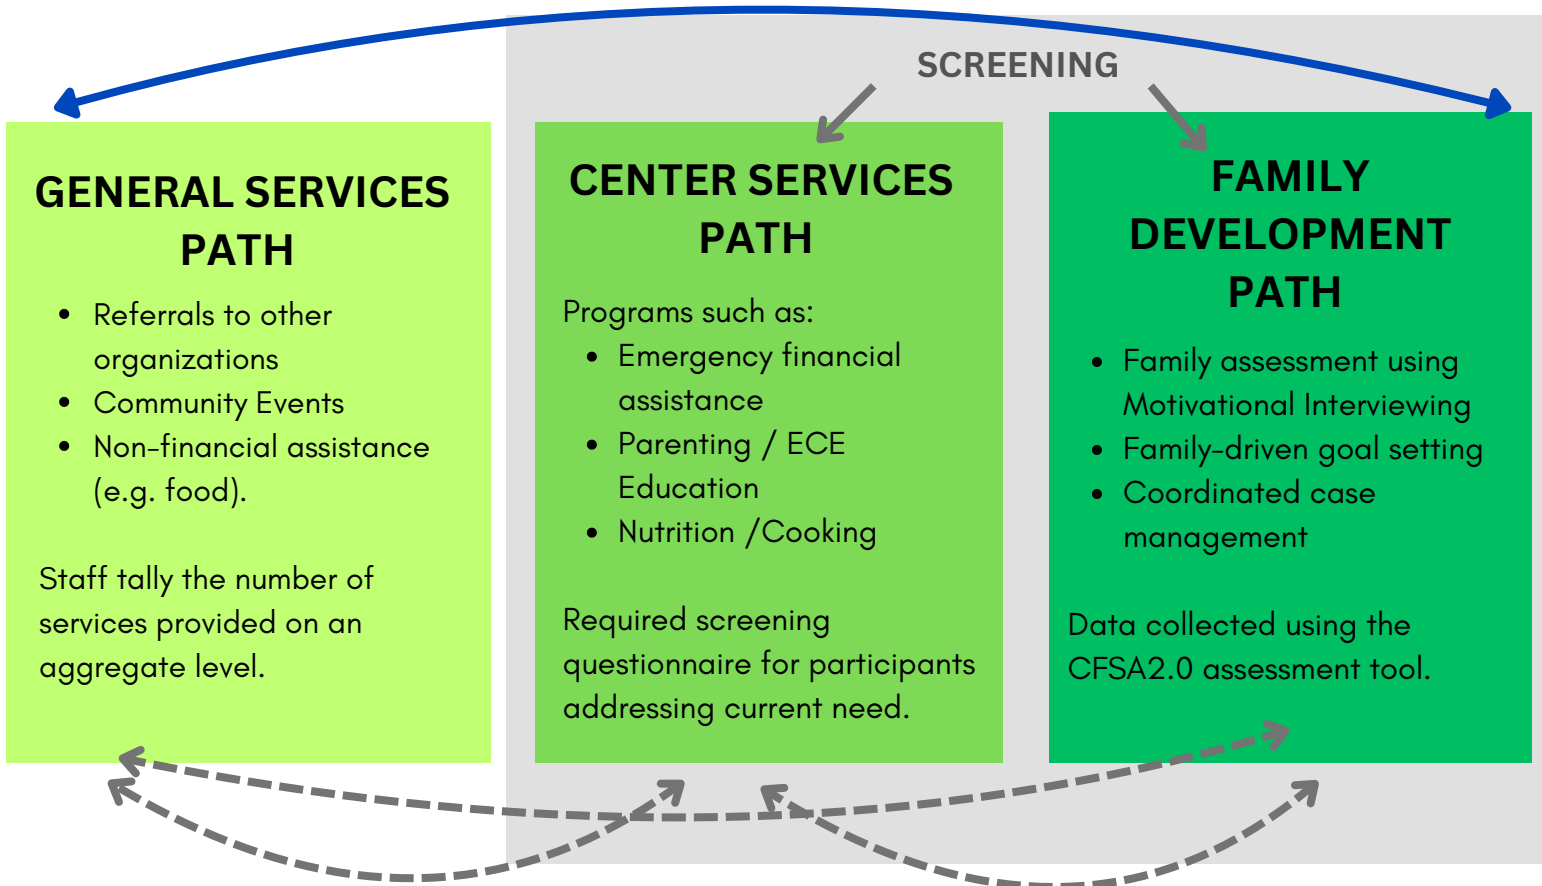 SCREENING
GENERAL SERVICES
PATH
• Referrals to other
organizations
• Community Events
• Non-financial assistance
(e.g. food).
Staff tally the number of
services provided on an
aggregate level.
CENTER SERVICES
PATH
Programs such as:
• Emergency financial
assistance
• Parenting / ECE
Education
• Nutrition /Cooking
Required screening
questionnaire for participants
addressing current need.
FAMILY
DEVELOPMENT
PATH
• Family assessment using
Motivational Interviewing
• Family-driven goal setting
• Coordinated case
management
Data collected using the
CFSA2.0 assessment tool.